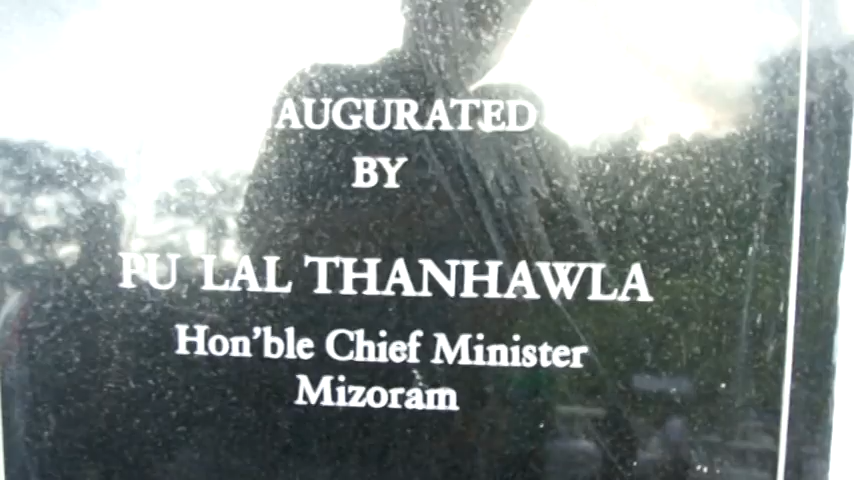 AUGURATED
BY
PU LAL THANHAWLA
Hon'ble Chief Minister
Mizoram